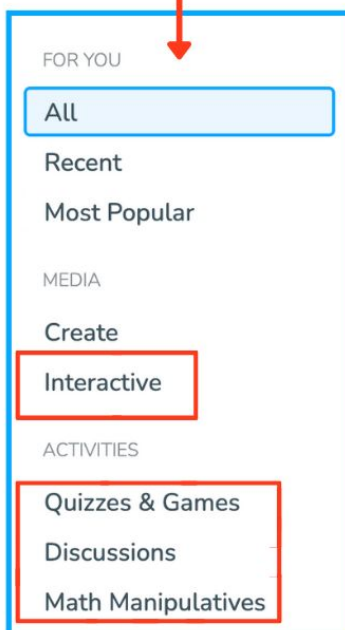 FOR YOU
All
Recent
Most Popular
MEDIA
Create
Interactive
ACTIVITIES
Quizzes & Games
Discussions
Math Manipulatives